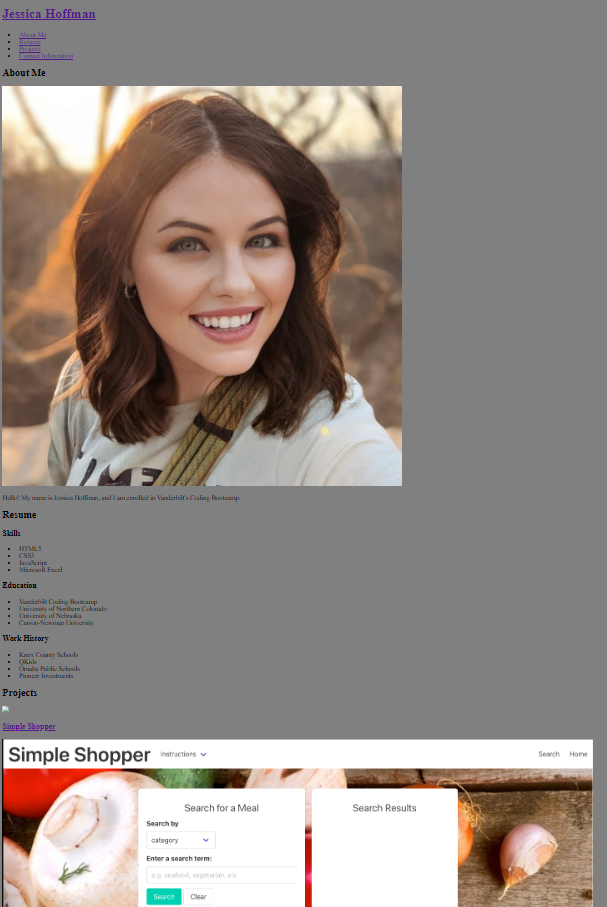 Jessica Hoffman
About Me
Resume
Projects
Contact Information
About Me
Hello! My name is Jessica Hoffman, and I am enrolled in Vanderbilt's Coding Bootcamp.
Resume
Skills
HTML5
CSS3
JavaScript
Microsoft Excel
Education
Vanderbilt Coding Bootcamp
University of Northern Colorado
University of Nebraska
Carson-Newman University
Work History
Knox County Schools
QKids
Omaha Public Schools
Pioneer Investments
Projects
Simple Shopper
Simple Shopper Instructions Search Home
Search for a Meal Search Results
Search by
category
Enter a search term:
e.g. seafood, vegetarian, etc
Search Clear